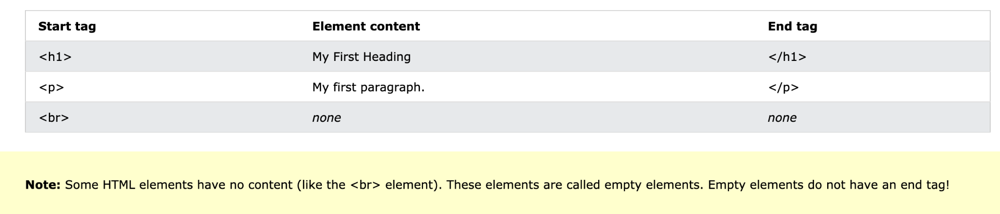 Start tag Element content End tag
<h1> My First Heading </h1>
<p> My first paragraph. </p>
<br> none none
Note: Some HTML elements have no content (like the <br> element). These elements are called empty elements. Empty elements do not have an end tag!